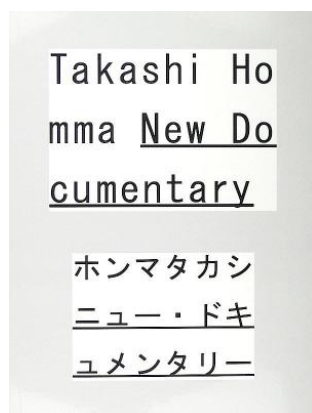 Takashi Ho
mma New Do
cumentary
ホンマタカシ
ニュー・ドキ
ュメンタリー